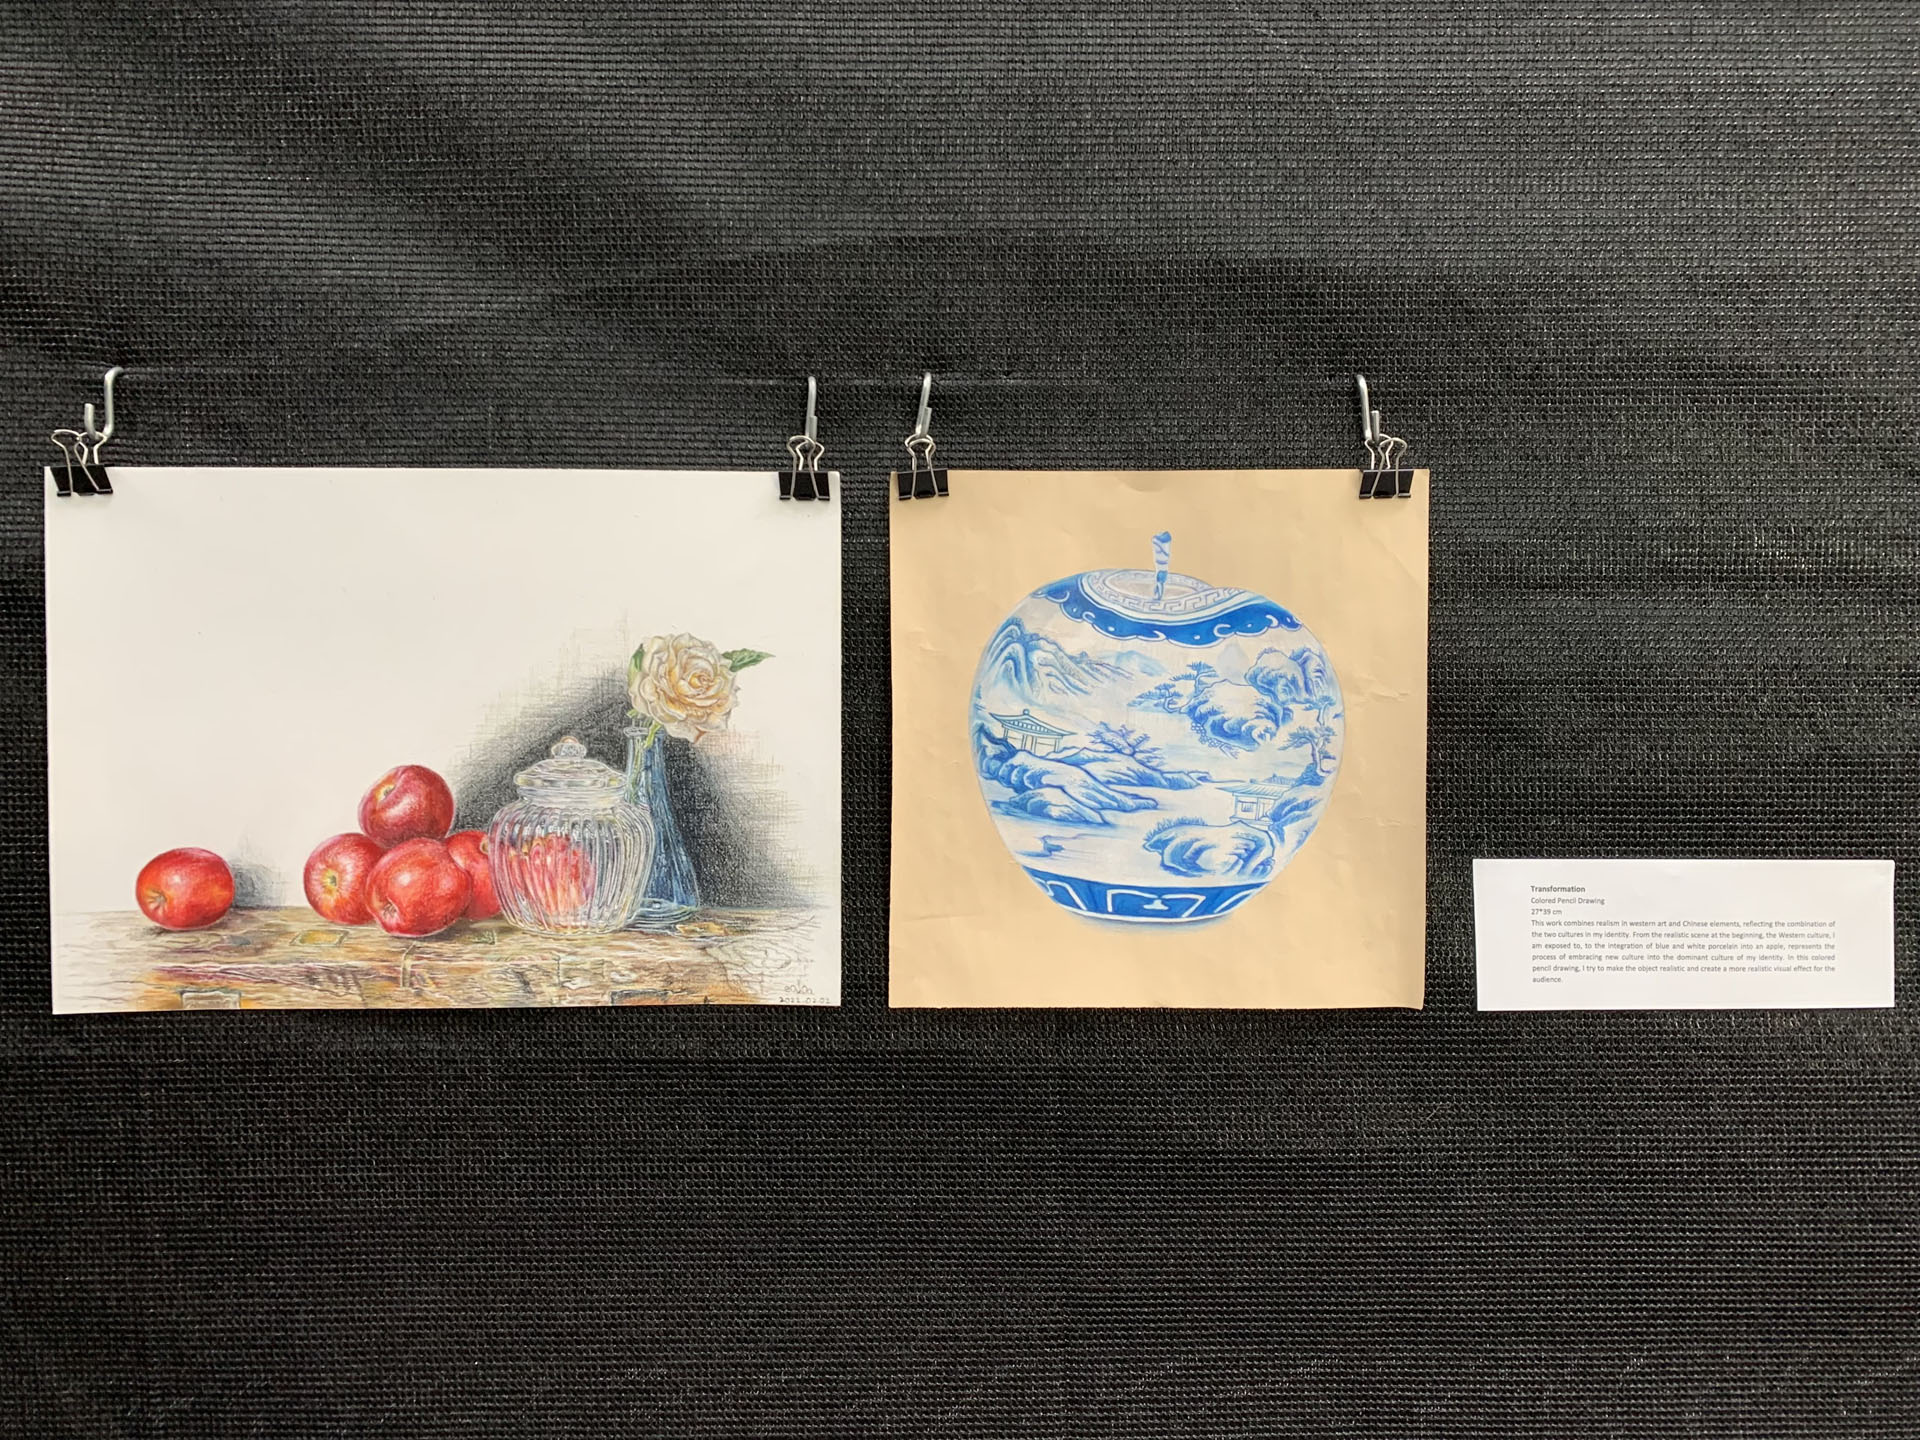 Transformation
Colored Pencil Drawing
27*39 cm
This work combines realism in western art and Chinese elements, reflecting the combination of
the two cultures in my identity. From the realistic scene at the beginning, the Western culture, I
am exposed to, to the integration of blue and white porcelain into an apple, represents the
process of embracing new culture into the dominant culture of my identity. In this colored
pencil drawing, I try to make the object realistic and create a more realistic visual effect for the
audience.